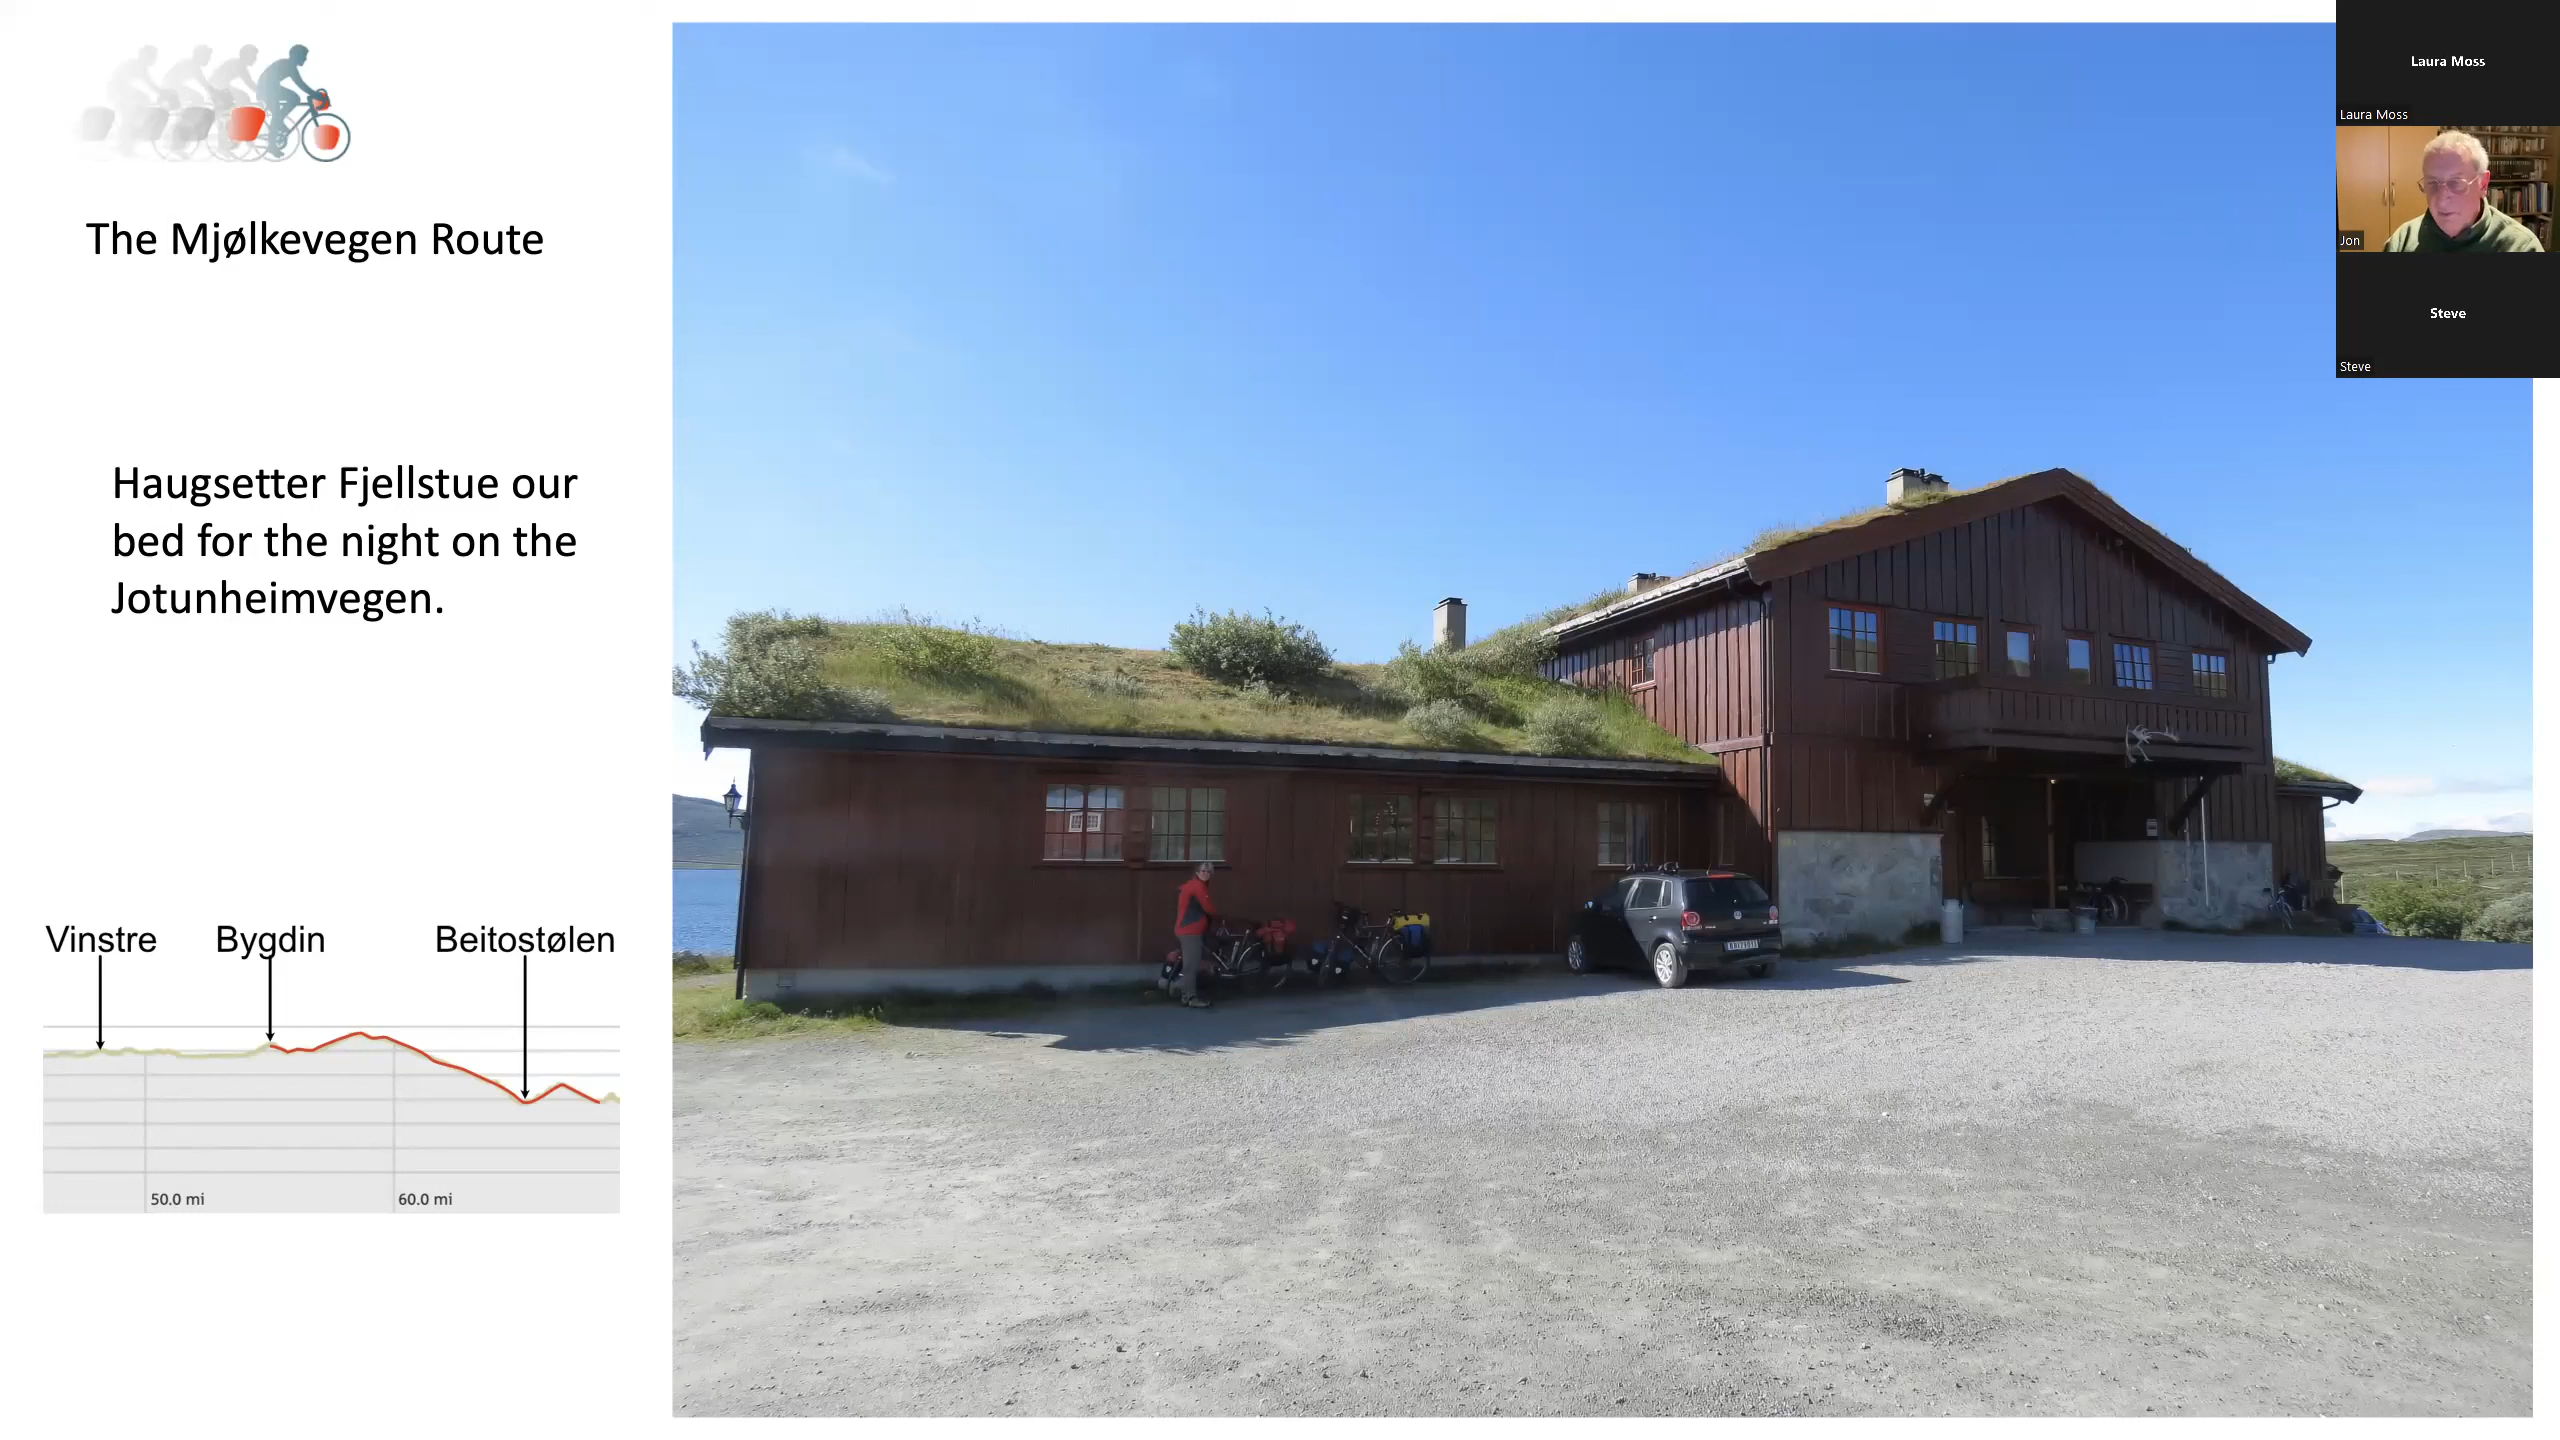 The Mjølkevegen Route
Haugsetter Fjellstue our
bed for the night on the
Jotunheimvegen.
Vinstre Bygdin Beitostølen
50.0 mi 60.0 mi
Laura Moss
Laura Moss
Jon
Steve
Steve